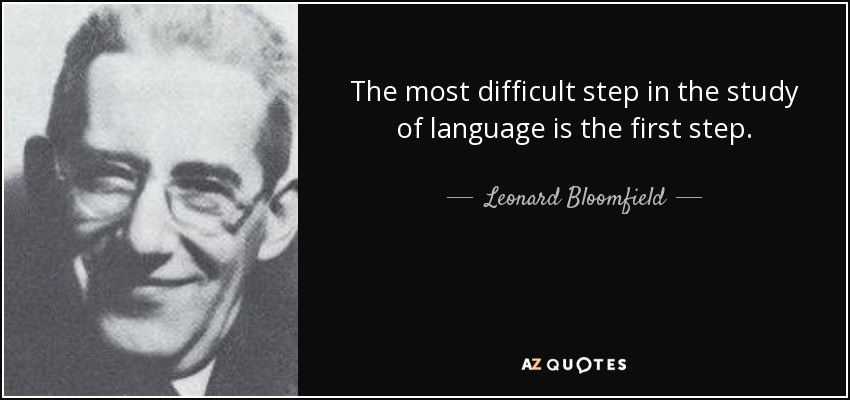 The most difficult step in the study
of language is the first step.
— Leonard Bloomfield —
AZ QUOTES